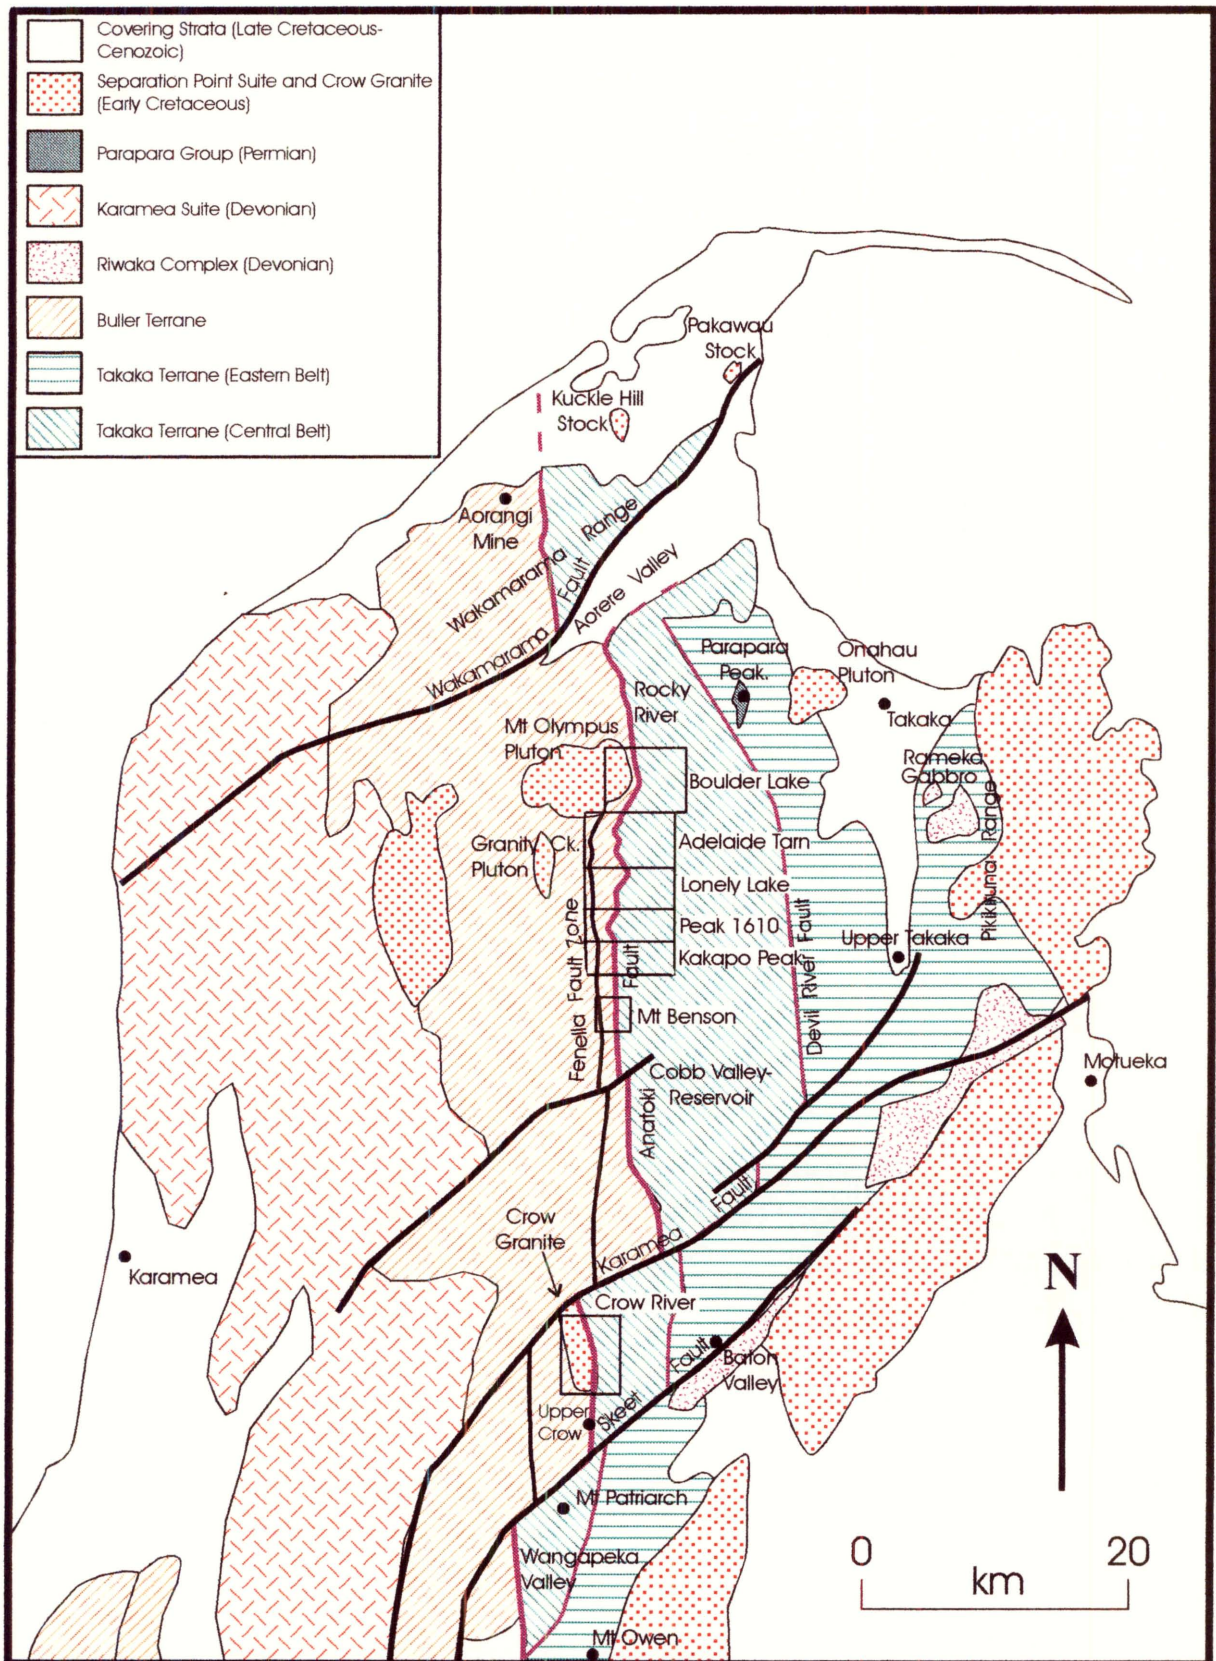 Covering Strata (Late Cretaceous-
Cenozoic)
Separation Point Suite and Crow Granite
(Early Cretaceous)
Parapara Group (Permian)
Karamea Suite (Devonian)
Riwaka Complex (Devonian)
Buller Terrane
Takaka Terrane (Eastern Belt)
Takaka Terrane (Central Belt)
Pakawau
Stock
Kuckle Hill
Stock
Aorangi
Mine
Wakamarama Range
Wakamarama Fault
Aorere Valley
Parapara
Peak.
Onahau
Pluton
Takaka
Rocky
River
Mt Olympus
Pluton
Boulder Lake
Rameka
Gabbro
Pikikiruna Range
Granity Ck.
Pluton
Adelaide Tarn
Lonely Lake
Peak 1610
Kakapo Peak
Upper Takaka
Fenella Fault Zone
Anatoki Fault
Devil River Fault
Mt Benson
Cobb Valley-
Reservoir
Motueka
Crow
Granite
Karamea Fault
Karamea
Crow River
N
Baton
Valley
Upper
Crow
Skeet Fault
Mt Patriarch
Wangapeka
Valley
Mt Owen
0 20
km